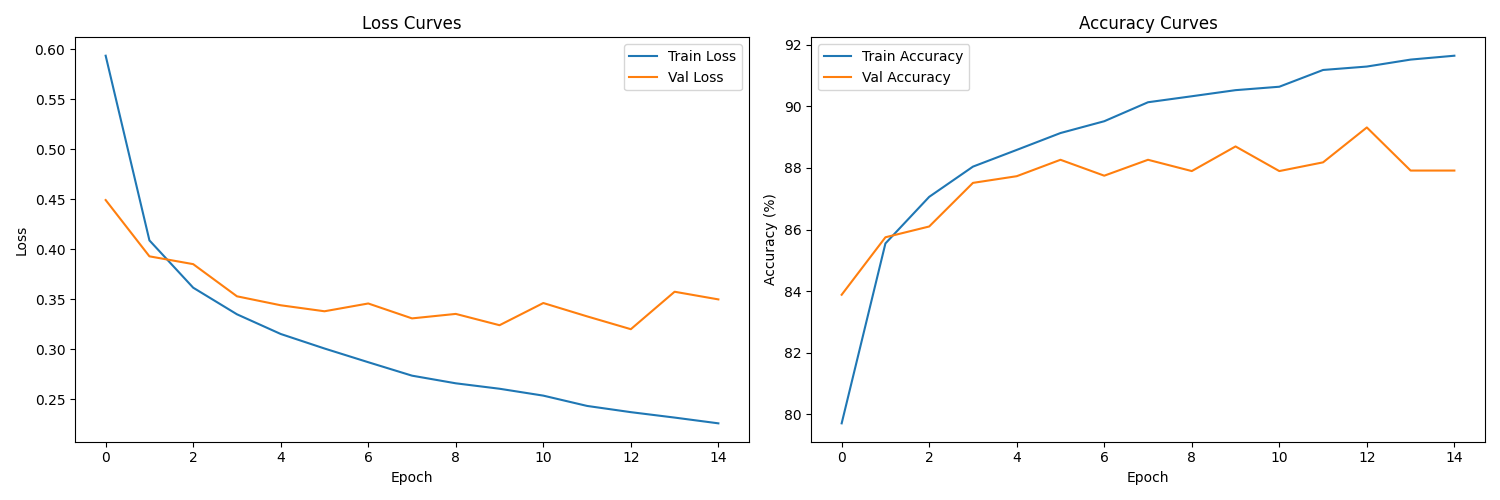 Loss Curves
Train Loss
Val Loss
0.60
0.55
0.50
0.45
0.40
0.35
0.30
0.25
Loss
0 2 4 6 8 10 12 14
Epoch
Accuracy Curves
Train Accuracy
Val Accuracy
92
90
88
86
84
82
80
Accuracy (%)
0 2 4 6 8 10 12 14
Epoch